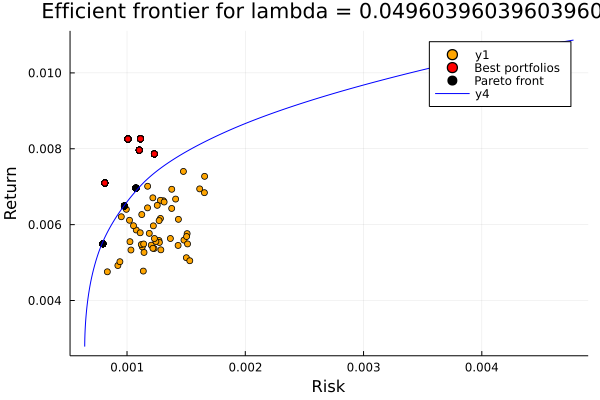 Efficient frontier for lambda = 0.0496039603960396
y1
Best portfolios
Pareto front
y4
0.010
0.008
0.006
0.004
Return
0.001
0.002
0.003
0.004
Risk